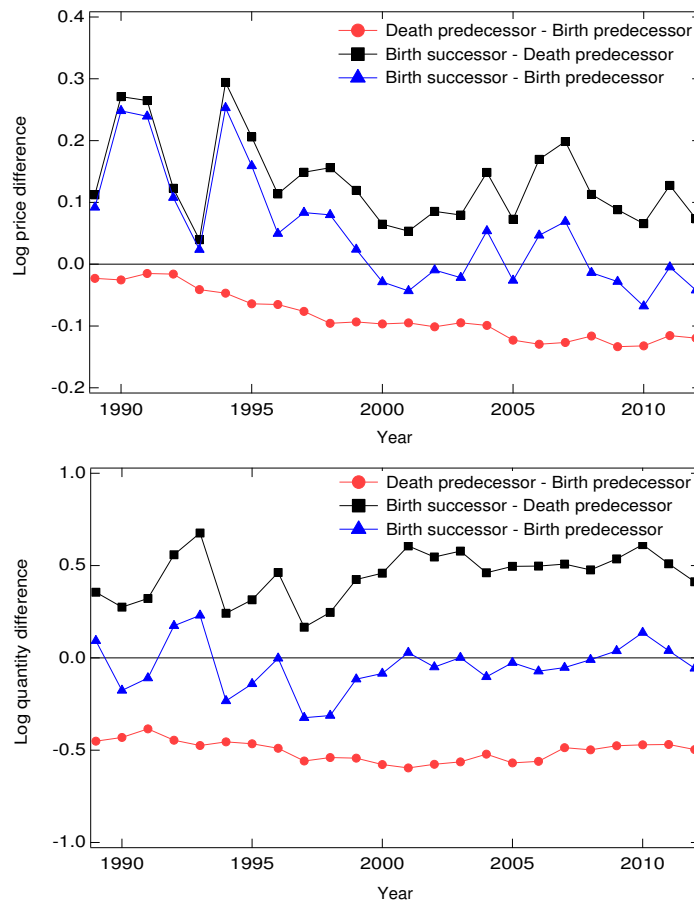 0.4
Death predecessor - Birth predecessor
Birth successor - Death predecessor
Birth successor - Birth predecessor
0.3
0.2
0.1
0.0
-0.1
-0.2
Log price difference
1990 1995 2000 2005 2010
Year
1.0
Death predecessor - Birth predecessor
Birth successor - Death predecessor
Birth successor - Birth predecessor
0.5
0.0
-0.5
-1.0
Log quantity difference
1990 1995 2000 2005 2010
Year